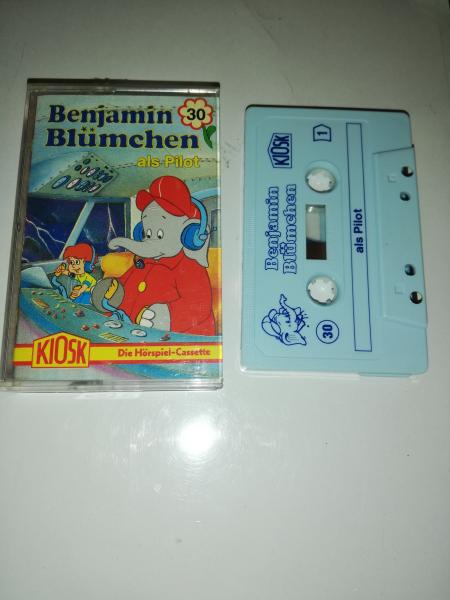 Benjamin
Blümchen
30
als Pilot
KIOSK
Die Hörspiel-Cassette
KIOSK
1
Benjamin
Blümchen
als Pilot
30